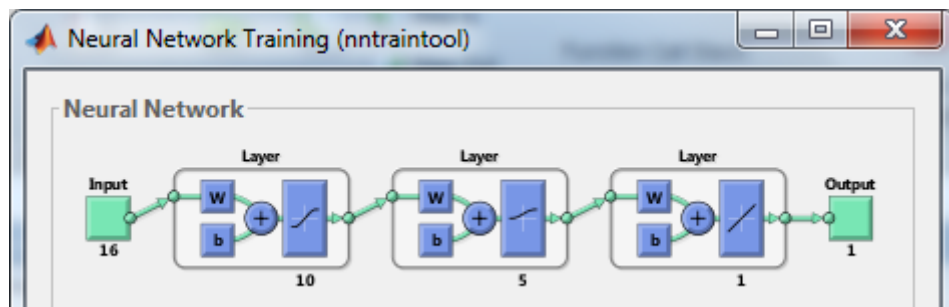 Neural Network Training (nntraintool)
Neural Network
Layer Layer Layer
Input Output
W W W
b b b
+ + +
16 1
10 5 1